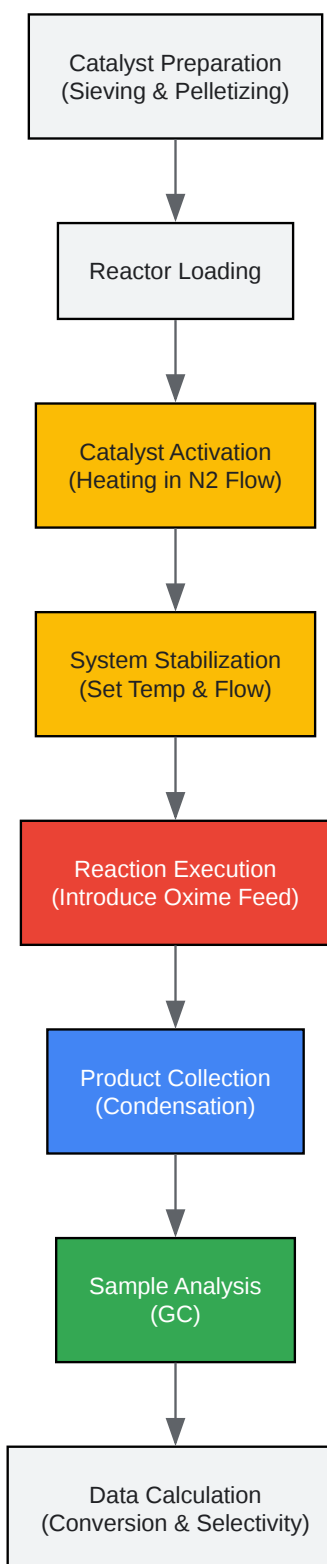 Catalyst Preparation
(Sieving & Pelletizing)
Reactor Loading
Catalyst Activation
(Heating in N2 Flow)
System Stabilization
(Set Temp & Flow)
Reaction Execution
(Introduce Oxime Feed)
Product Collection
(Condensation)
Sample Analysis
(GC)
Data Calculation
(Conversion & Selectivity)